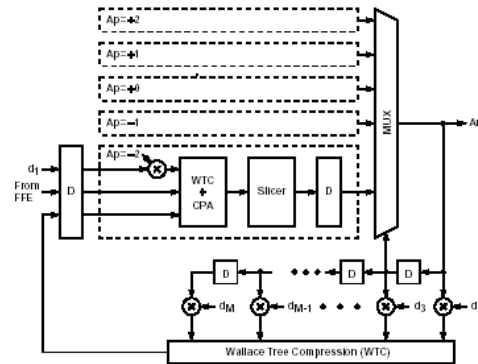 Ap=+2
Ap=+1
Ap=+0
Ap=-1
Ap=-2
MUX
d1
From
FFE
D
WTC
+
CPA
Slicer
D
D
D
D
dM
dM-1
d3
d
Wallace Tree Compression (WTC)